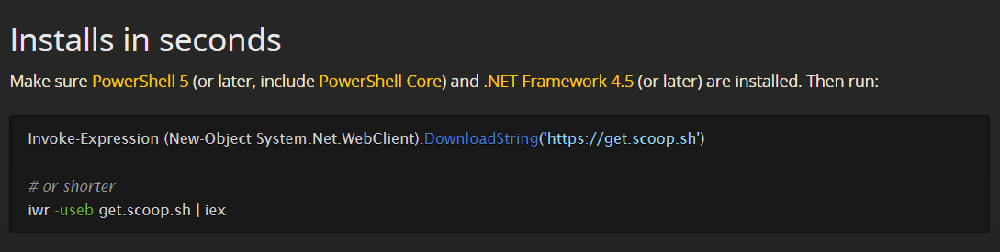 Installs in seconds
Make sure PowerShell 5 (or later, include PowerShell Core) and .NET Framework 4.5 (or later) are installed. Then run:
Invoke-Expression (New-Object System.Net.WebClient).DownloadString('https://get.scoop.sh')
# or shorter
iwr -useb get.scoop.sh | iex